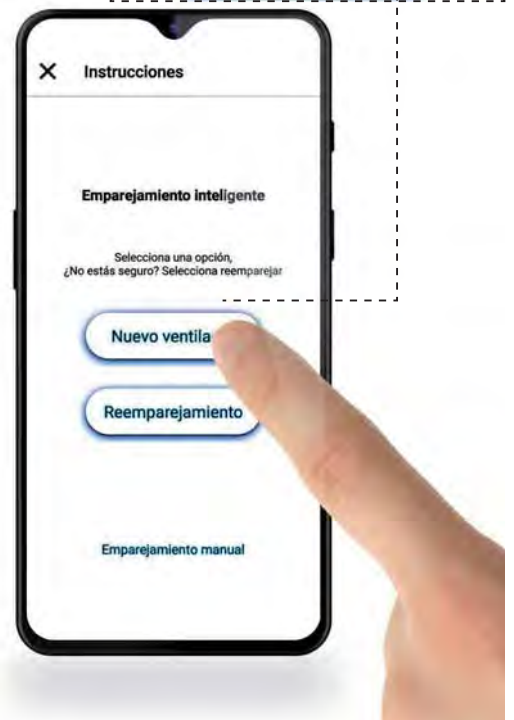 Instrucciones
Emparejamiento inteligente
Selecciona una opción,
¿No estás seguro? Selecciona reemparejar
Nuevo ventila
Reemparejamiento
Emparejamiento manual